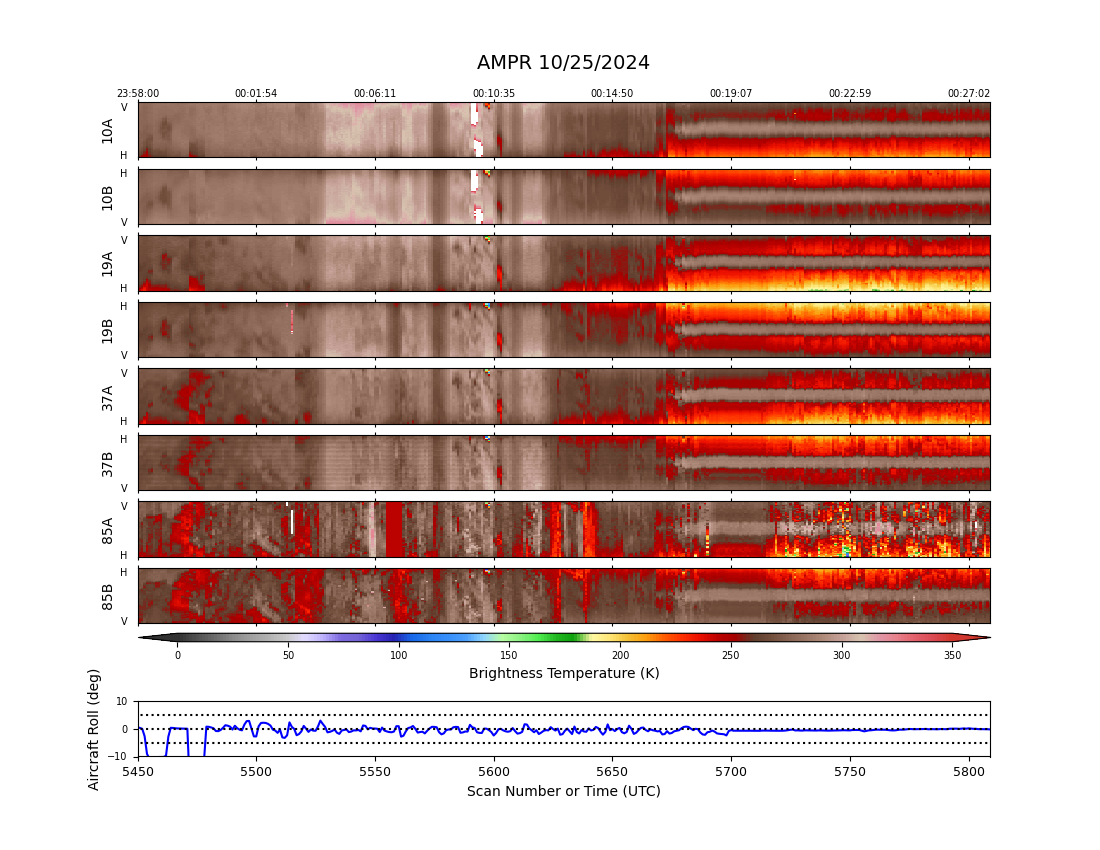 AMPR 10/25/2024
23:58:00 00:01:54 00:06:11 00:10:35 00:14:50 00:19:07 00:22:59 00:27:02
V
10A
H
H
10B
V
V
19A
H
H
19B
V
V
37A
H
H
37B
V
V
85A
H
H
85B
V
0 50 100 150 200 250 300 350
Brightness Temperature (K)
Aircraft Roll (deg)
10
0
−10
5450 5500 5550 5600 5650 5700 5750 5800
Scan Number or Time (UTC)